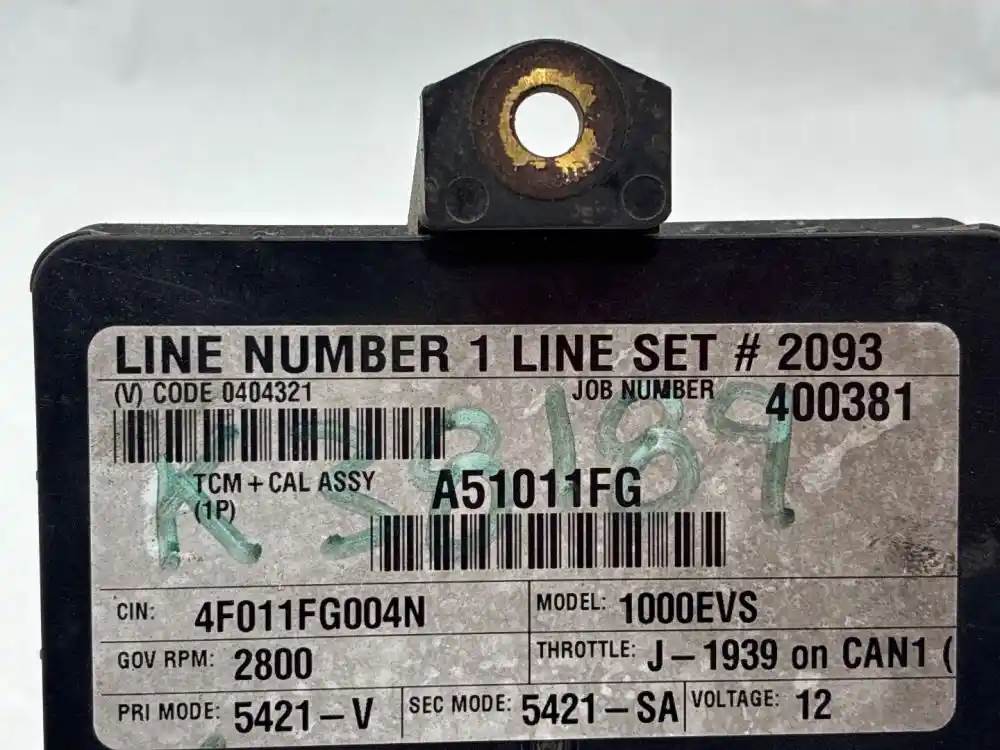 LINE NUMBER 1 LINE SET # 2093
(V) CODE 0404321 JOB NUMBER 400381
TCM + CAL ASSY A51011FG
(1P)
CIN: 4F011FG004N MODEL: 1000EVS
GOV RPM: 2800 THROTTLE: J-1939 on CAN1 (
PRI MODE: 5421-V SEC MODE: 5421-SA VOLTAGE: 12